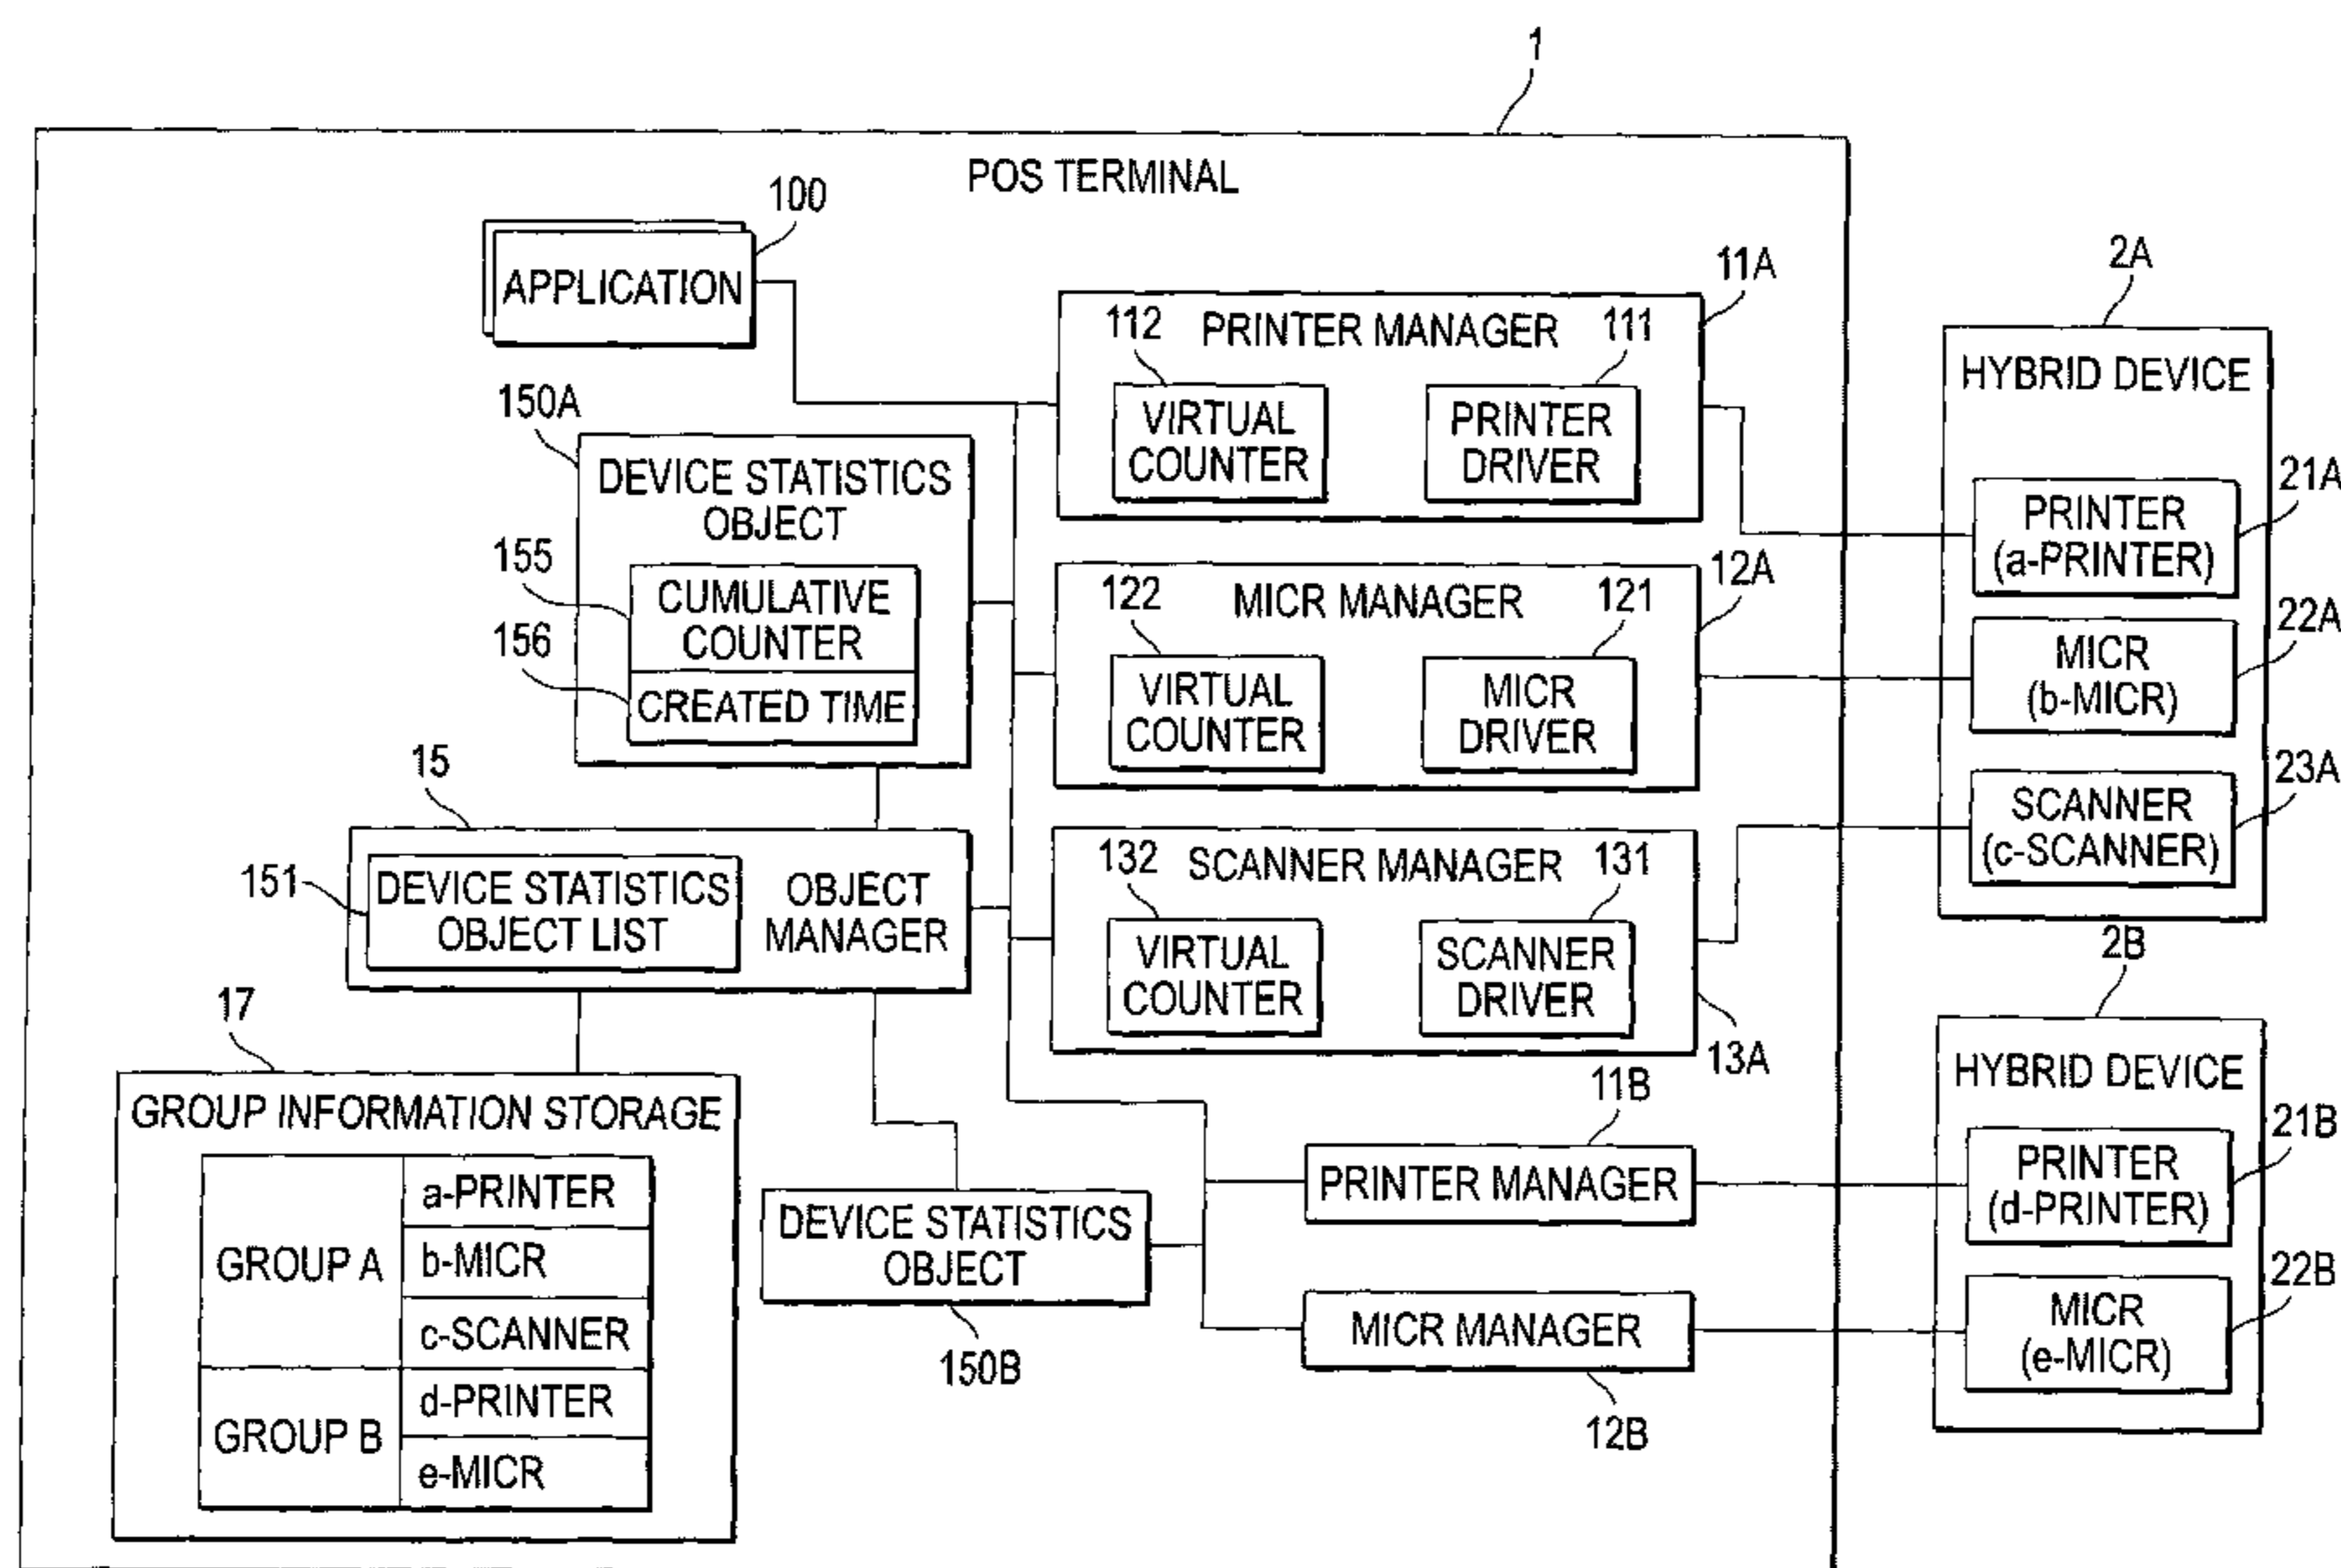 1
POS TERMINAL
100
APPLICATION
11A
112
PRINTER MANAGER
111
VIRTUAL
COUNTER
PRINTER
DRIVER
150A
DEVICE STATISTICS
OBJECT
155
CUMULATIVE
COUNTER
156
CREATED TIME
12A
122
MICR MANAGER
121
VIRTUAL
COUNTER
MICR
DRIVER
15
151
DEVICE STATISTICS
OBJECT LIST
OBJECT
MANAGER
132
SCANNER MANAGER
131
VIRTUAL
COUNTER
SCANNER
DRIVER
13A
17
GROUP INFORMATION STORAGE
GROUP A
a-PRINTER
b-MICR
c-SCANNER
GROUP B
d-PRINTER
e-MICR
DEVICE STATISTICS
OBJECT
150B
11B
PRINTER MANAGER
MICR MANAGER
12B
2A
HYBRID DEVICE
21A
PRINTER
(a-PRINTER)
22A
MICR
(b-MICR)
23A
SCANNER
(c-SCANNER)
2B
HYBRID DEVICE
21B
PRINTER
(d-PRINTER)
22B
MICR
(e-MICR)